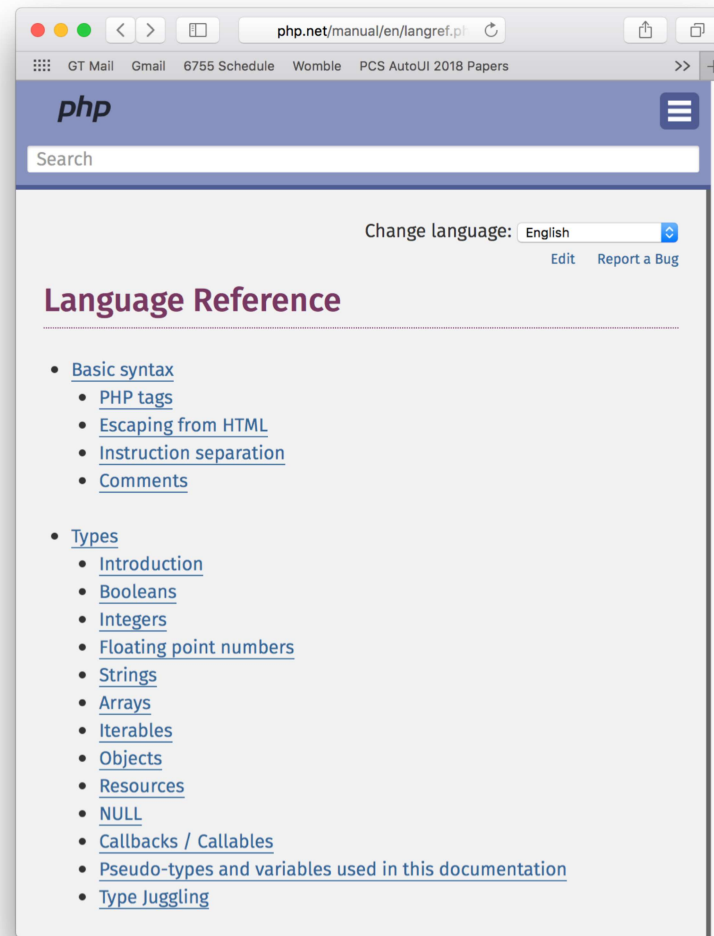 php.net/manual/en/langref.ph
GT Mail Gmail 6755 Schedule Womble PCS AutoUI 2018 Papers >>
php
Search
Change language: English
Edit Report a Bug
Language Reference
• Basic syntax
• PHP tags
• Escaping from HTML
• Instruction separation
• Comments
• Types
• Introduction
• Booleans
• Integers
• Floating point numbers
• Strings
• Arrays
• Iterables
• Objects
• Resources
• NULL
• Callbacks / Callables
• Pseudo-types and variables used in this documentation
• Type Juggling